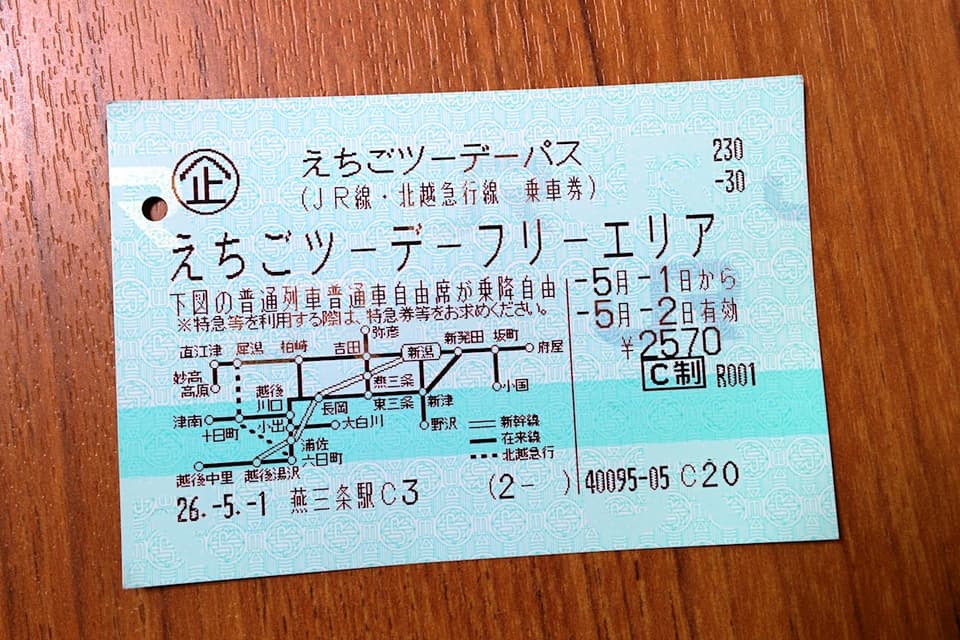 企
えちごツーデーパス
230
(JR線・北越急行線 乗車券)
-30
えちごツーデーフリーエリア
下図の普通列車普通車自由席が乗降自由
※特急等を利用する際は、特急券等をお求めください。
-5月-1日から
-5月-2日有効
¥2570
C制 R001
弥彦
直江津 犀潟 柏崎 吉田 新潟 新発田 坂町 府屋
妙高高原
越後川口
燕三条
小国
長岡 東三条 新津
津南
十日町
小出
大白川
野沢
浦佐
六日町
越後中里 越後湯沢
新幹線
在来線
北越急行
26.-5.-1 燕三条駅C3 (2- ) 40095-05 C20